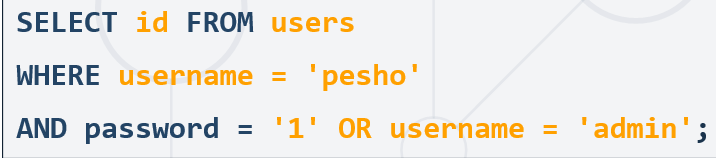 SELECT id FROM users
WHERE username = 'pesho'
AND password = '1' OR username = 'admin';